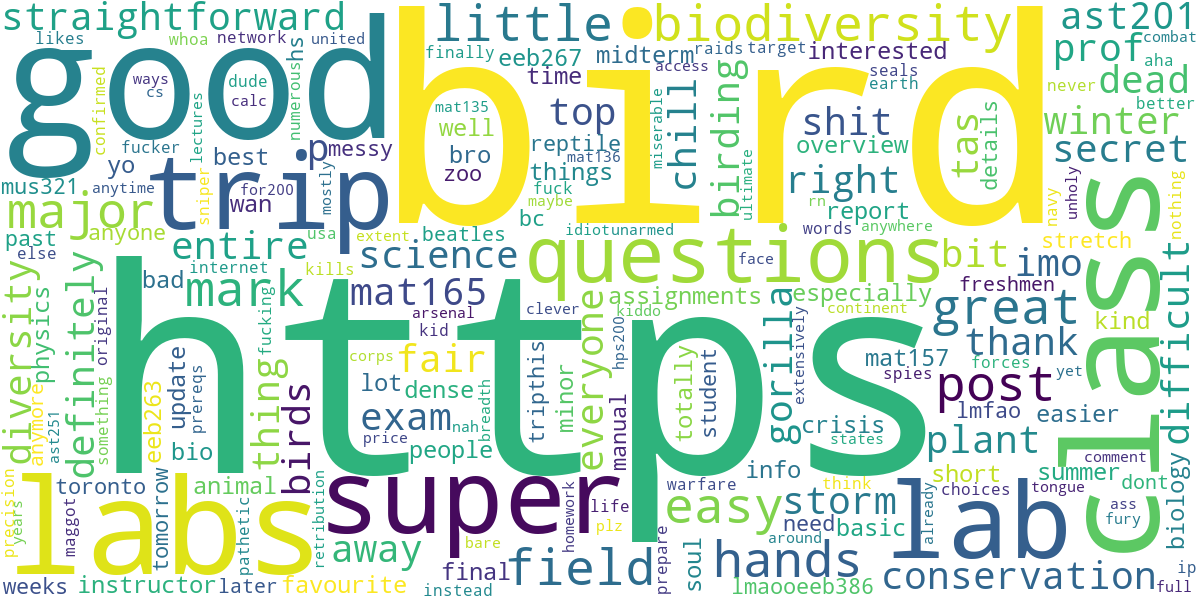 straightforward
likes
whoa
network
united
little
biodiversity
ast201
good
bird
confirmed
ways
cs
dude
calc
numerous
hs
finally
eeb267
midterm
raids
target
interested
prof
combat
aha
time
access
seals
earth
never
dead
better
fucker
lectures
mat135
well
top
miserable
birding
chill
shit
tas
details
winter
yo
best
p
messy
bro
reptile
mat136
overview
secret
mus321
anytime
sniper
for200
wan
mostly
zoo
things
fuck
maybe
ultimate
right
rn
report
navy
unholy
nothing
major
trip
bc
idiotunarmed
words
anywhere
anyone
past
else
entire
usa
extent
beatles
questions
face
bit
imo
stretch
class
diversity
physics
definitely
original
bad
internet
kills
science
mark
mat165
arsenal
kid
clever
assignments
kiddo
especially
continent
freshmen
great
kind
difficult
https
everyone
hps200
gorilla
extensively
mat157
spies
forces
yet
thank
anymore
ast251
something
eeb263
update
prereqs
fucking
thing
birds
corps
fair
lot
dense
price
exam
nah
people
breadth
tripthis
minor
manual
totally
student
crisis
states
info
post
lmfao
easier
plant
bio
precision
years
labs
toronto
maggot
tomorrow
animal
pathetic
retribution
super
life
plz
homework
warfare
easy
storm
think
need
basic
around
short
choices
already
lab
summer
comment
tongue
dont
ass
fury
biology
weeks
instructor
later
favourite
away
bare
final
instead
field
prepare
soul
hands
lmaooeeb386
conservation
ip
full